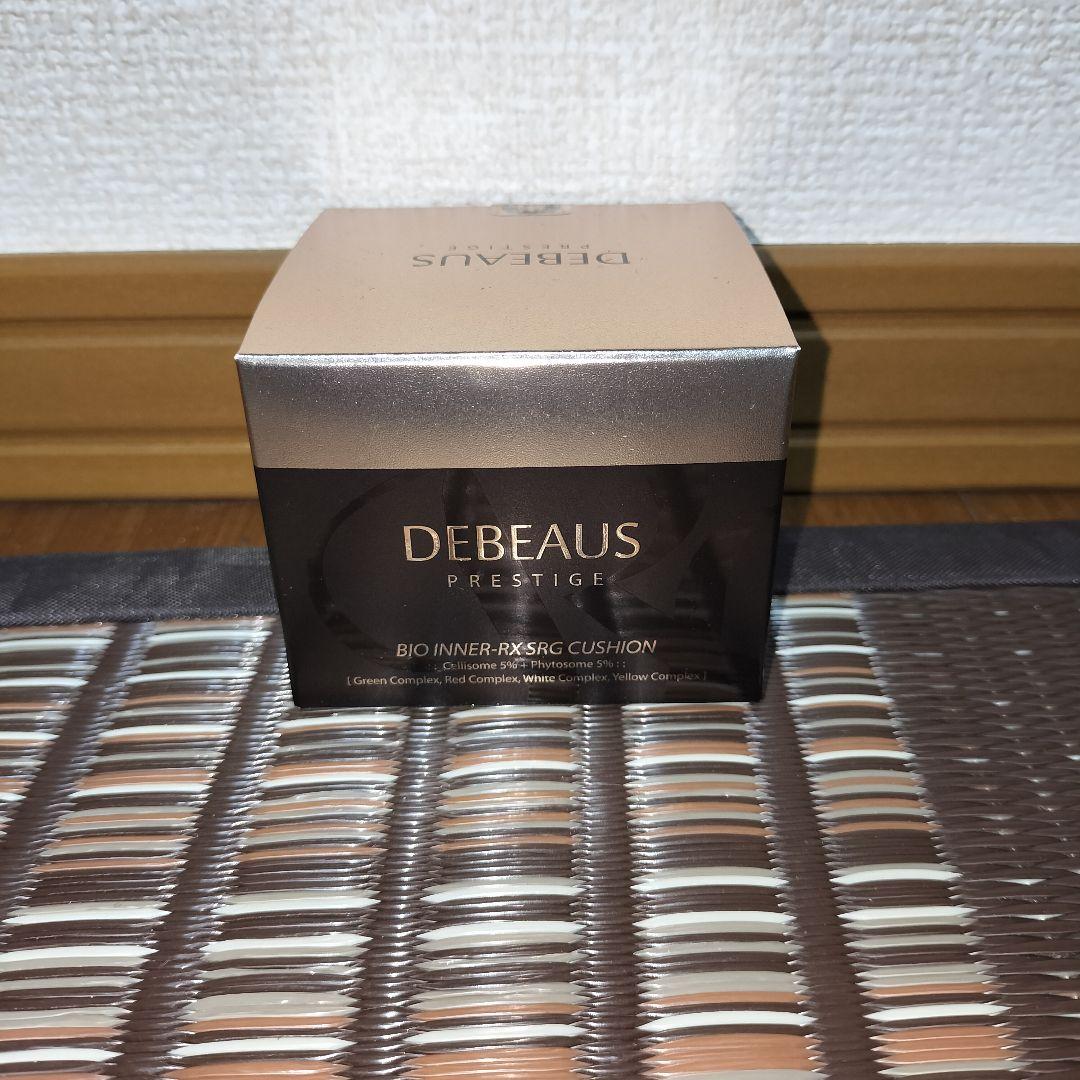 DEBEAUS
PRESTIGE
DEBEAUS
PRESTIGE
BIO INNER-RX SRG CUSHION
: : Cellisome 5% + Phytosome 5% : :
[ Green Complex, Red Complex, White Complex, Yellow Complex ]